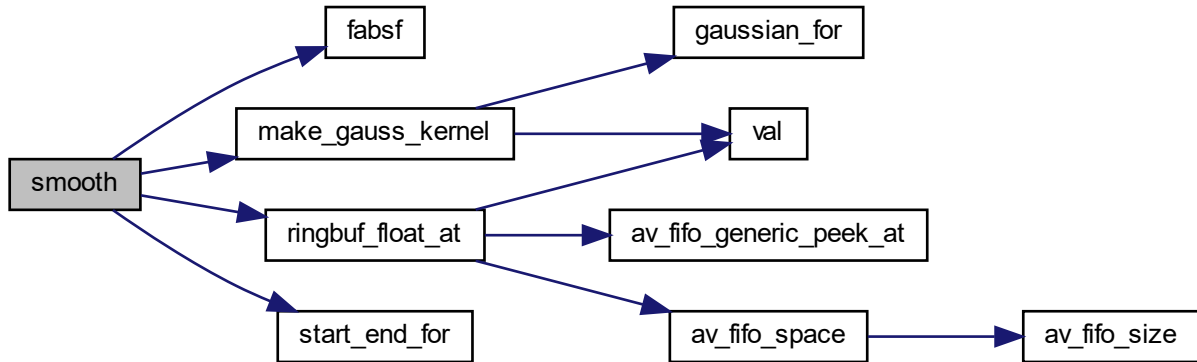 smooth
fabsf
make_gauss_kernel
gaussian_for
val
ringbuf_float_at
av_fifo_generic_peek_at
start_end_for
av_fifo_space
av_fifo_size